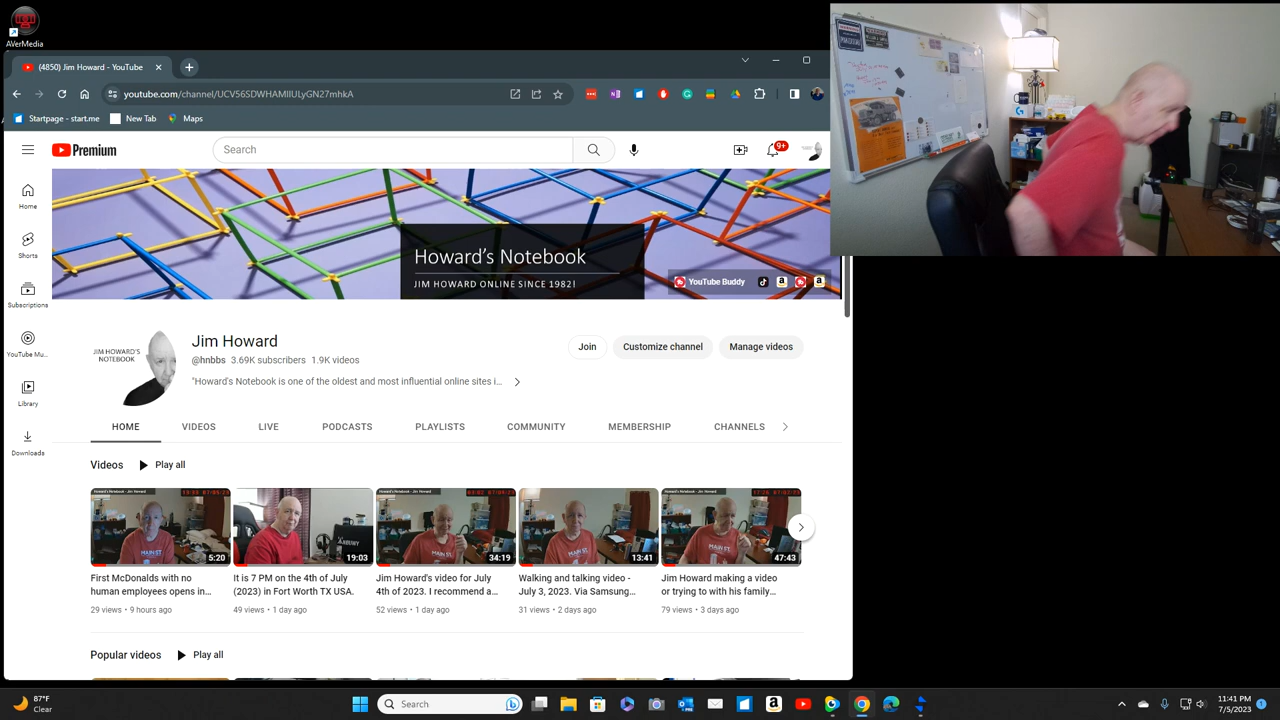 AVerMedia
(4850) Jim Howard - YouTube
youtube.com/channel/UCV56SDWHAMIIULyGN2TnhkA
Startpage - start.me
New Tab
Maps
Premium
Search
9+
Home
Shorts
Subscriptions
YouTube Mu...
Library
Downloads
Howard's Notebook
JIM HOWARD ONLINE SINCE 1982!
YouTube Buddy
JIM HOWARD'S
NOTEBOOK
Jim Howard
@hnbbs 3.69K subscribers 1.9K videos
"Howard's Notebook is one of the oldest and most influential online sites i...
Join
Customize channel
Manage videos
HOME
VIDEOS
LIVE
PODCASTS
PLAYLISTS
COMMUNITY
MEMBERSHIP
CHANNELS
Videos
Play all
5:20
19:03
34:19
13:41
47:43
First McDonalds with no
human employees opens in...
29 views • 9 hours ago
It is 7 PM on the 4th of July
(2023) in Fort Worth TX USA.
49 views • 1 day ago
Jim Howard's video for July
4th of 2023. I recommend a...
52 views • 1 day ago
Walking and talking video -
July 3, 2023. Via Samsung...
31 views • 2 days ago
Jim Howard making a video
or trying to with his family...
79 views • 3 days ago
Popular videos
Play all
87°F
Clear
Search
11:41 PM
7/5/2023